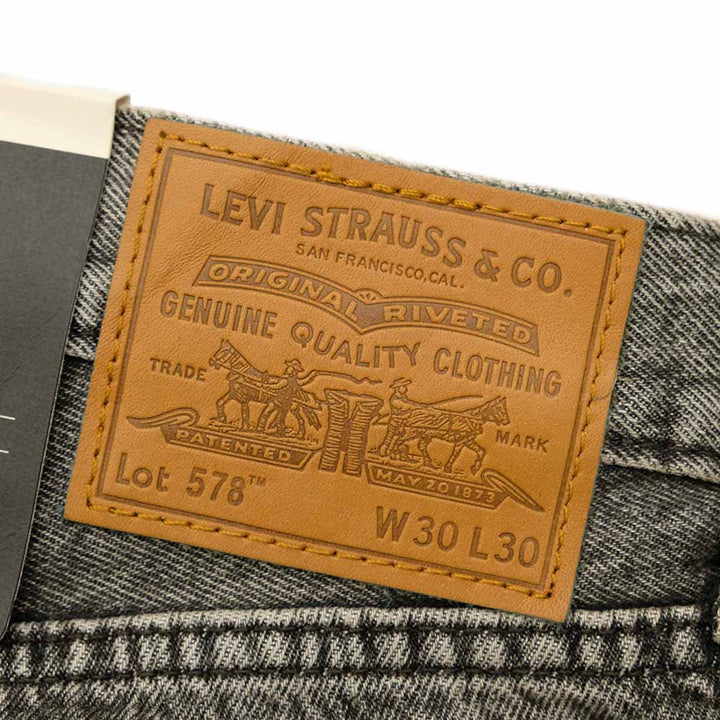 LEVI STRAUSS & CO.
SAN FRANCISCO, CAL.
ORIGINAL RIVETED
GENUINE QUALITY CLOTHING
TRADE MARK
PATENTED MAY 20 1873
Lot 578™
W30 L30